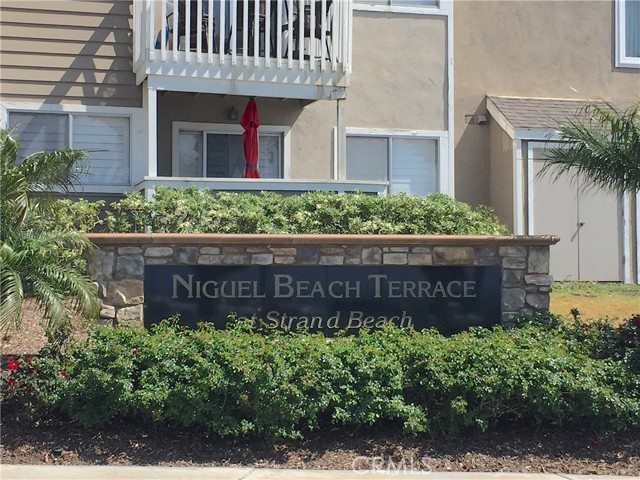 NIGUEL BEACH TERRACE
at Strand Beach
CRMLS